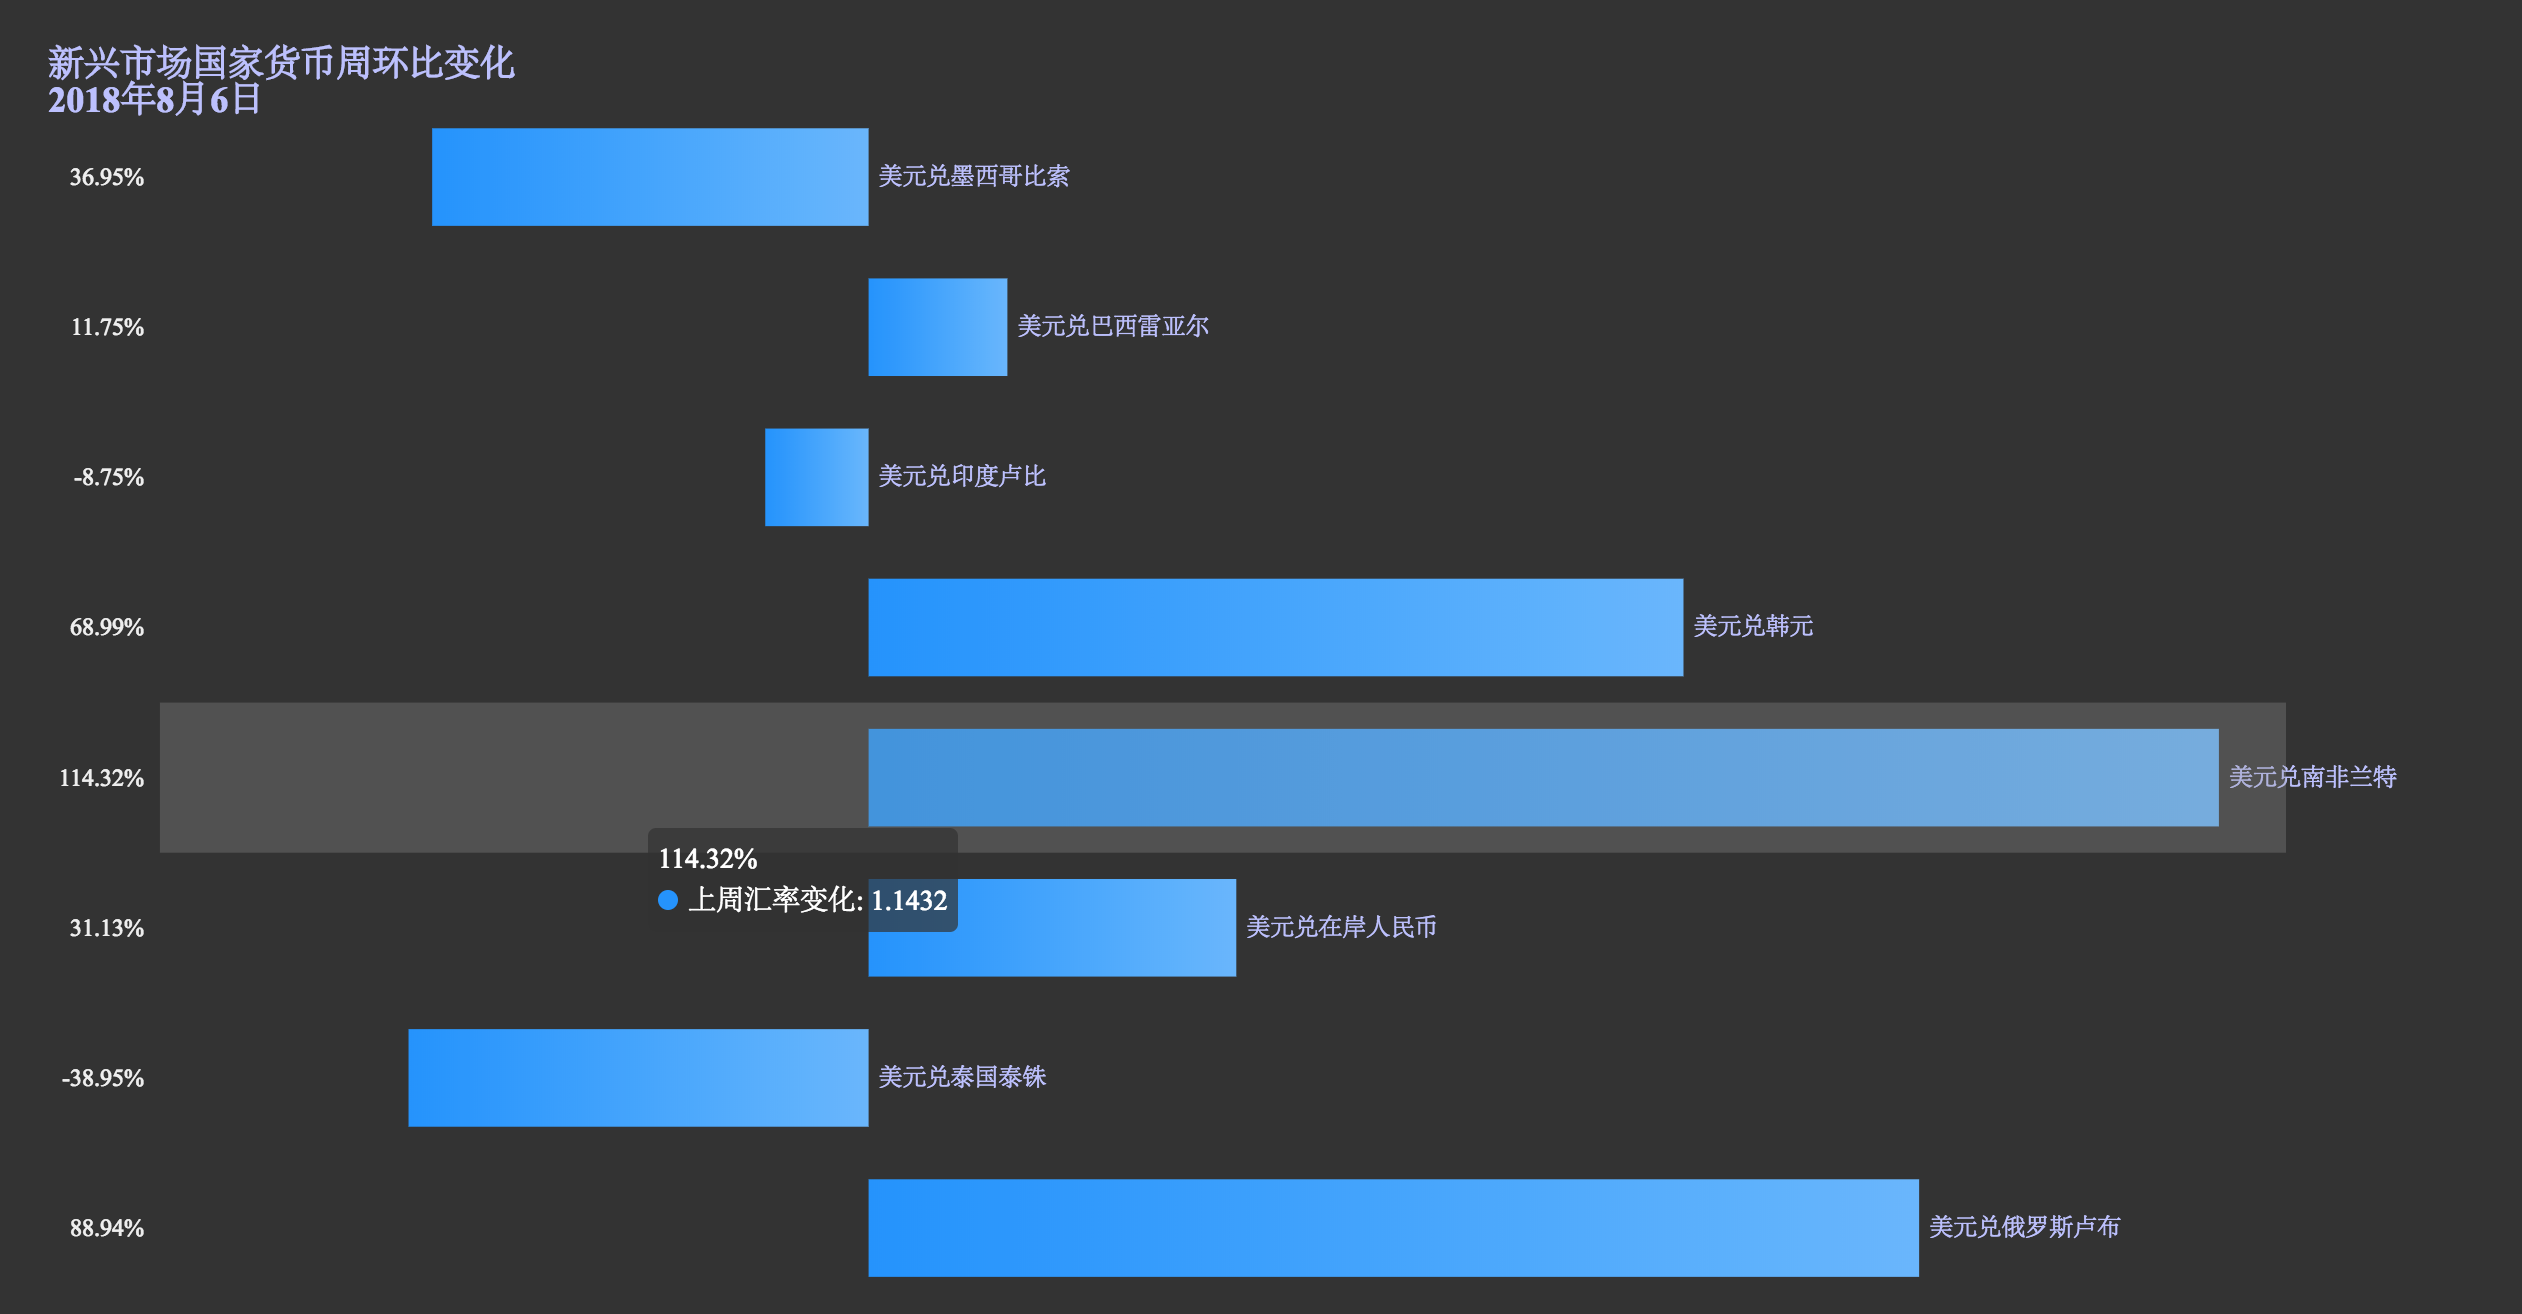 新兴市场国家货币周环比变化
2018年8月6日
36.95%
美元兑墨西哥比索
11.75%
美元兑巴西雷亚尔
-8.75%
美元兑印度卢比
68.99%
美元兑韩元
114.32%
美元兑南非兰特
114.32%
上周汇率变化: 1.1432
31.13%
美元兑在岸人民币
-38.95%
美元兑泰国泰铢
88.94%
美元兑俄罗斯卢布